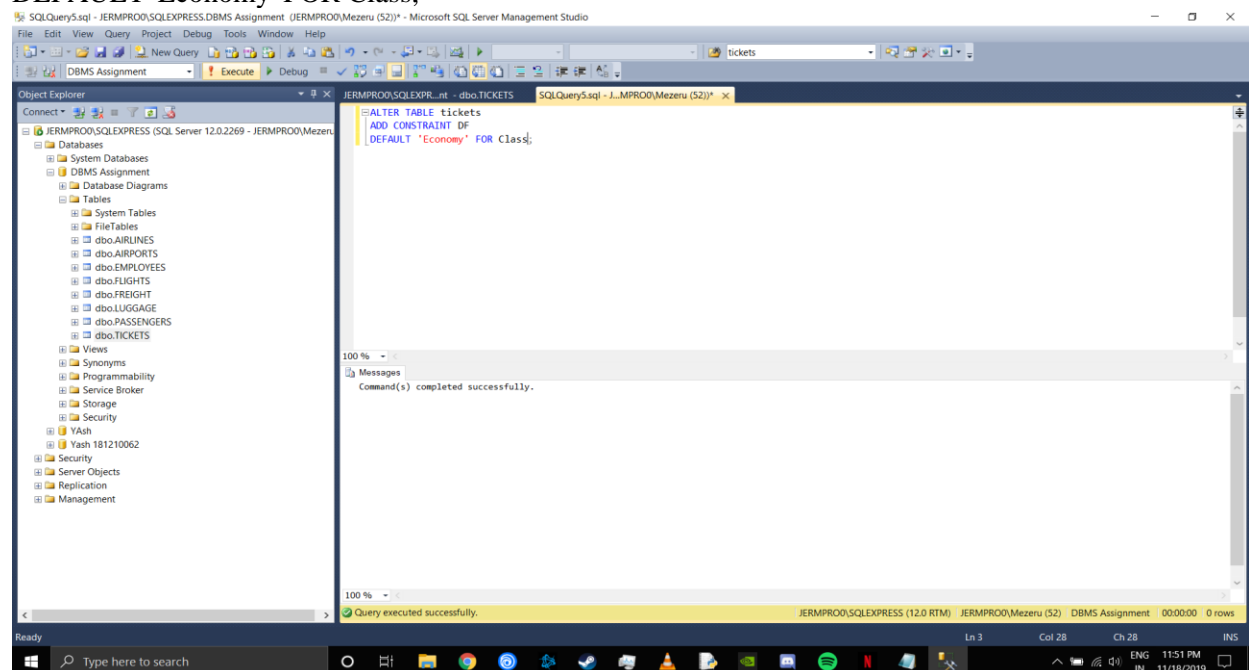 DEFAULT 'Economy' FOR Class;
SQLQuery5.sql - JERMPRO0\SQLEXPRESS.DBMS Assignment (JERMPRO0\Mezeru (52))* - Microsoft SQL Server Management Studio
File Edit View Query Project Debug Tools Window Help
New Query
tickets
DBMS Assignment
Execute
Debug
Object Explorer
Connect
JERMPRO0\SQLEXPRESS (SQL Server 12.0.2269 - JERMPRO0\Mezeru
Databases
System Databases
DBMS Assignment
Database Diagrams
Tables
System Tables
FileTables
dbo.AIRLINES
dbo.AIRPORTS
dbo.EMPLOYEES
dbo.FLIGHTS
dbo.FREIGHT
dbo.LUGGAGE
dbo.PASSENGERS
dbo.TICKETS
Views
Synonyms
Programmability
Service Broker
Storage
Security
YAsh
Yash 181210062
Security
Server Objects
Replication
Management
JERMPRO0\SQLEXPR...nt - dbo.TICKETS
SQLQuery5.sql - J...MPRO0\Mezeru (52))*
ALTER TABLE tickets
ADD CONSTRAINT DF
DEFAULT 'Economy' FOR Class;
100 %
Messages
Command(s) completed successfully.
100 %
Query executed successfully.
JERMPRO0\SQLEXPRESS (12.0 RTM) JERMPRO0\Mezeru (52) DBMS Assignment 00:00:00 0 rows
Ready
Ln 3 Col 28 Ch 28 INS
Type here to search
ENG 11:51 PM
IN 11/18/2019